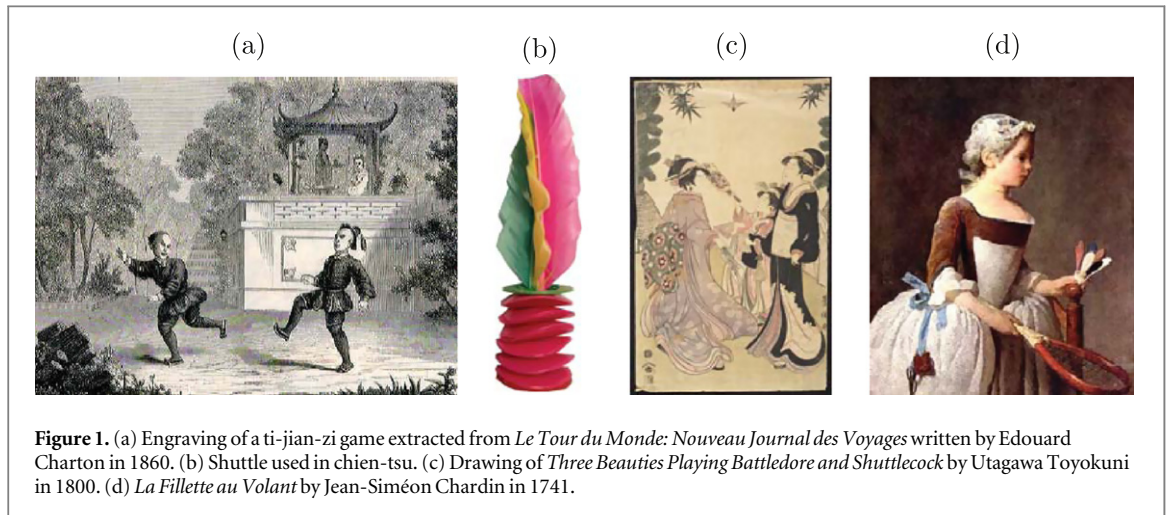 (a) (b) (c) (d)
Figure 1. (a) Engraving of a ti-jian-zi game extracted from Le Tour du Monde: Nouveau Journal des Voyages written by Edouard
Charton in 1860. (b) Shuttle used in chien-tsu. (c) Drawing of Three Beauties Playing Battledore and Shuttlecock by Utagawa Toyokuni
in 1800. (d) La Fillette au Volant by Jean-Siméon Chardin in 1741.